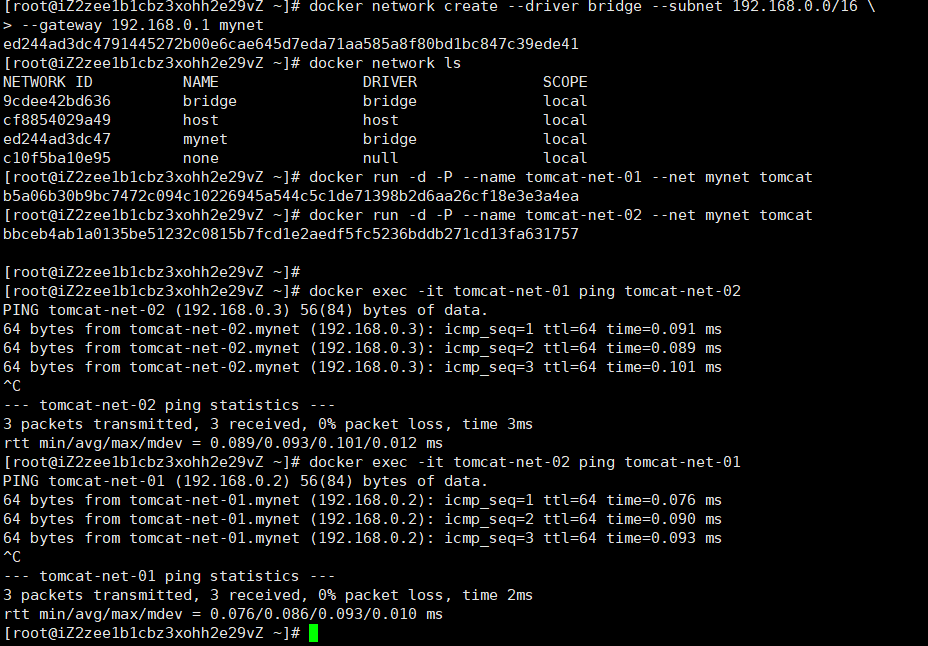 [root@iZ2zee1b1cbz3xohh2e29vZ ~]# docker network create --driver bridge --subnet 192.168.0.0/16 \
> --gateway 192.168.0.1 mynet
ed244ad3dc4791445272b00e6cae645d7eda71aa585a8f80bd1bc847c39ede41
[root@iZ2zee1b1cbz3xohh2e29vZ ~]# docker network ls
NETWORK ID          NAME                DRIVER              SCOPE
9cdee42bd636        bridge              bridge              local
cf8854029a49        host                host                local
ed244ad3dc47        mynet               bridge              local
c10f5ba10e95        none                null                local
[root@iZ2zee1b1cbz3xohh2e29vZ ~]# docker run -d -P --name tomcat-net-01 --net mynet tomcat
b5a06b30b9bc7472c094c10226945a544c5c1de71398b2d6aa26cf18e3e3a4ea
[root@iZ2zee1b1cbz3xohh2e29vZ ~]# docker run -d -P --name tomcat-net-02 --net mynet tomcat
bbceb4ab1a0135be51232c0815b7fcd1e2aedf5fc5236bddb271cd13fa631757
[root@iZ2zee1b1cbz3xohh2e29vZ ~]#
[root@iZ2zee1b1cbz3xohh2e29vZ ~]# docker exec -it tomcat-net-01 ping tomcat-net-02
PING tomcat-net-02 (192.168.0.3) 56(84) bytes of data.
64 bytes from tomcat-net-02.mynet (192.168.0.3): icmp_seq=1 ttl=64 time=0.091 ms
64 bytes from tomcat-net-02.mynet (192.168.0.3): icmp_seq=2 ttl=64 time=0.089 ms
64 bytes from tomcat-net-02.mynet (192.168.0.3): icmp_seq=3 ttl=64 time=0.101 ms
^C
--- tomcat-net-02 ping statistics ---
3 packets transmitted, 3 received, 0% packet loss, time 3ms
rtt min/avg/max/mdev = 0.089/0.093/0.101/0.012 ms
[root@iZ2zee1b1cbz3xohh2e29vZ ~]# docker exec -it tomcat-net-02 ping tomcat-net-01
PING tomcat-net-01 (192.168.0.2) 56(84) bytes of data.
64 bytes from tomcat-net-01.mynet (192.168.0.2): icmp_seq=1 ttl=64 time=0.076 ms
64 bytes from tomcat-net-01.mynet (192.168.0.2): icmp_seq=2 ttl=64 time=0.090 ms
64 bytes from tomcat-net-01.mynet (192.168.0.2): icmp_seq=3 ttl=64 time=0.093 ms
^C
--- tomcat-net-01 ping statistics ---
3 packets transmitted, 3 received, 0% packet loss, time 2ms
rtt min/avg/max/mdev = 0.076/0.086/0.093/0.010 ms
[root@iZ2zee1b1cbz3xohh2e29vZ ~]#